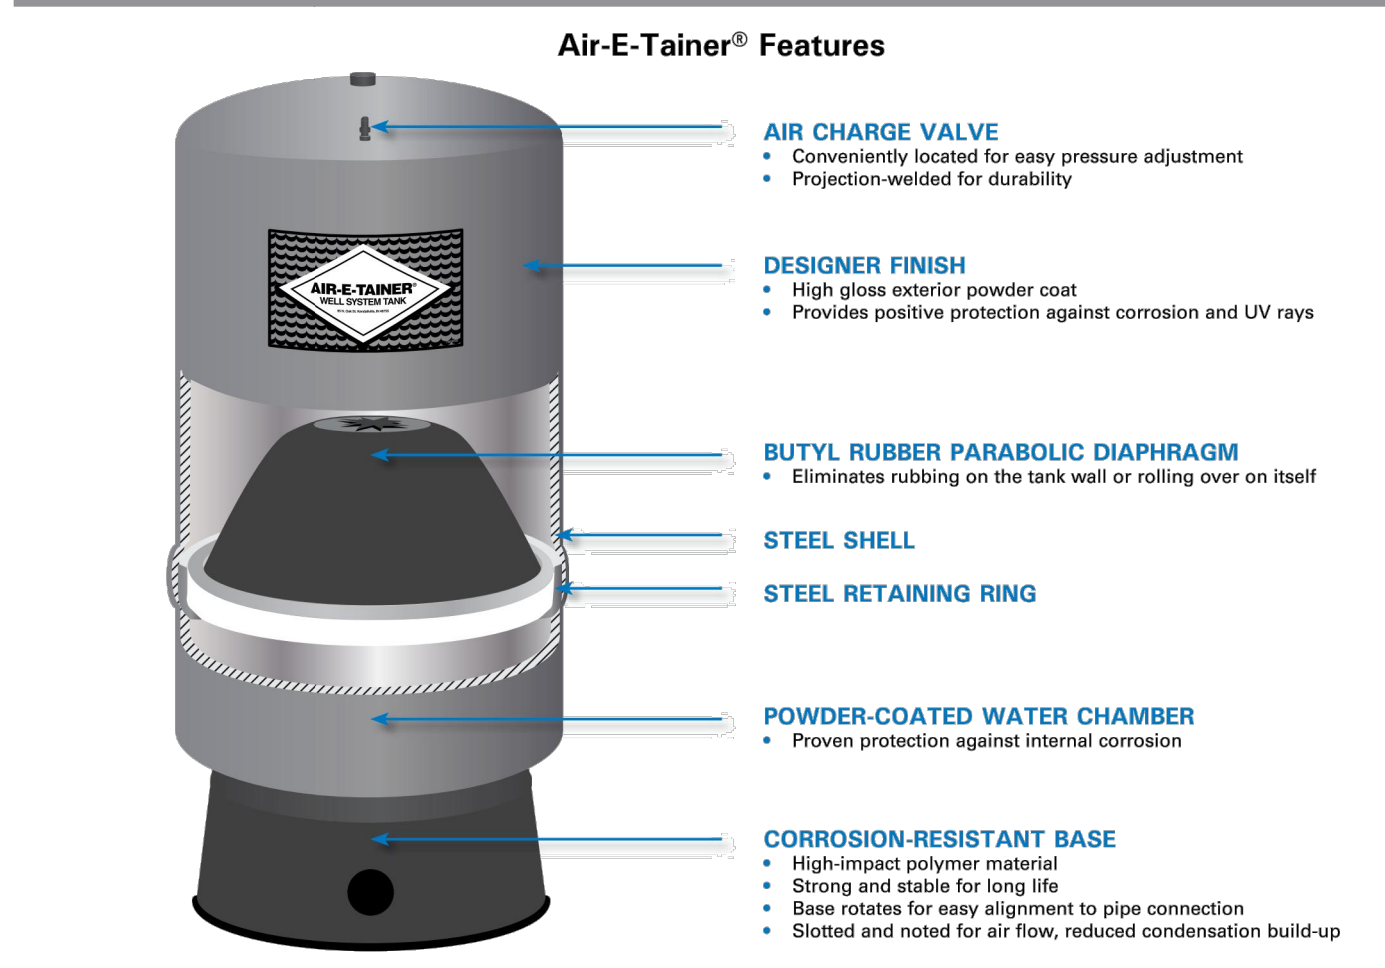 Air-E-Tainer® Features
AIR CHARGE VALVE
• Conveniently located for easy pressure adjustment
• Projection-welded for durability
DESIGNER FINISH
• High gloss exterior powder coat
• Provides positive protection against corrosion and UV rays
AIR-E-TAINER®
WELL SYSTEM TANK
BUTYL RUBBER PARABOLIC DIAPHRAGM
• Eliminates rubbing on the tank wall or rolling over on itself
STEEL SHELL
STEEL RETAINING RING
POWDER-COATED WATER CHAMBER
• Proven protection against internal corrosion
CORROSION-RESISTANT BASE
• High-impact polymer material
• Strong and stable for long life
• Base rotates for easy alignment to pipe connection
• Slotted and noted for air flow, reduced condensation build-up